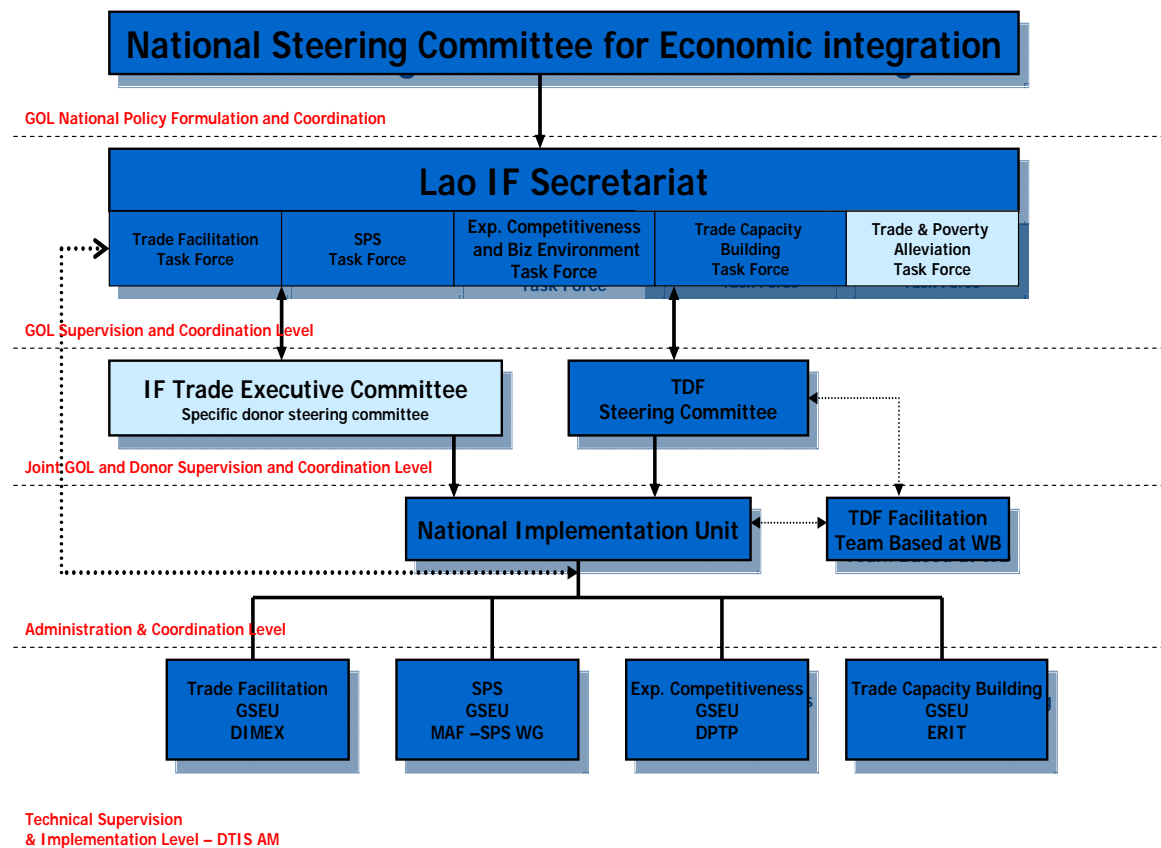 National Steering Committee for Economic integration
GOL National Policy Formulation and Coordination
Lao IF Secretariat
Trade Facilitation
Task Force
SPS
Task Force
Exp. Competitiveness
and Biz Environment
Task Force
Trade Capacity
Building
Task Force
Trade & Poverty
Alleviation
Task Force
GOL Supervision and Coordination Level
IF Trade Executive Committee
Specific donor steering committee
TDF
Steering Committee
Joint GOL and Donor Supervision and Coordination Level
National Implementation Unit
TDF Facilitation
Team Based at WB
Administration & Coordination Level
Trade Facilitation
GSEU
DIMEX
SPS
GSEU
MAF –SPS WG
Exp. Competitiveness
GSEU
DPTP
Trade Capacity Building
GSEU
ERIT
Technical Supervision
& Implementation Level – DTIS AM